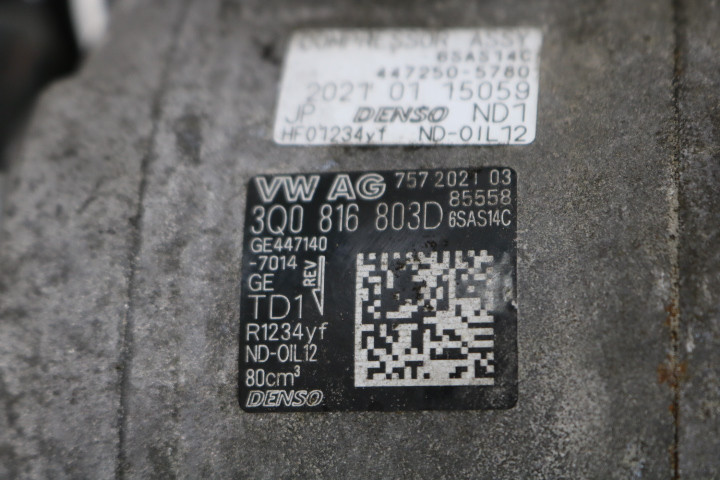 COMPRESSOR ASSY
6SAS14C
447250-5780
2021 01 15059
JP DENSO ND1
HFO1234yf ND-OIL12
VW AG 757 2021 03
85558
3Q0 816 803D 6SAS14C
GE447140
-7014
REV
GE
TD1
R1234yf
ND-OIL12
80cm³
DENSO